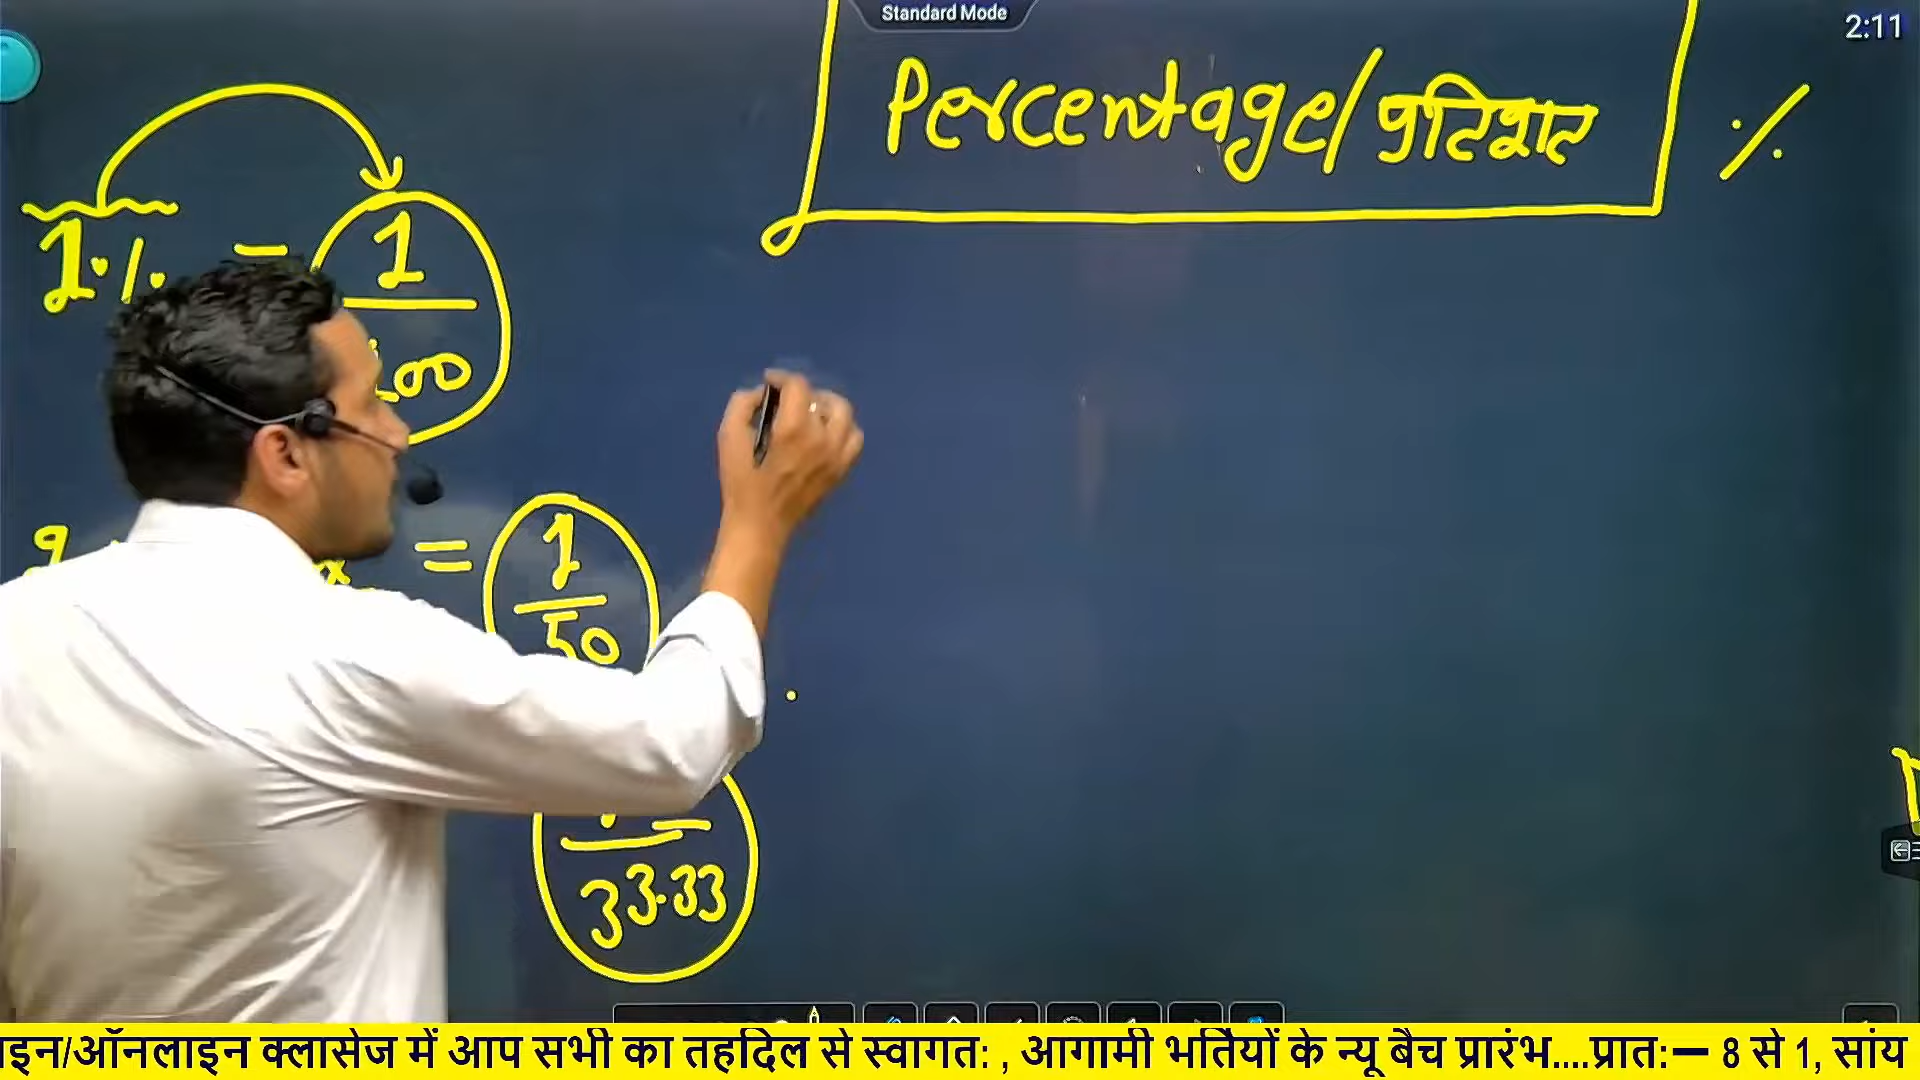 Standard Mode
2:11
Percentage/प्रतिशत %
1% = 1/100
= 1/50
33.33
इन/ऑनलाइन क्लासेज में आप सभी का तहदिल से स्वागत: , आगामी भर्तियों के न्यू बैच प्रारंभ....प्रात:— 8 से 1, सांय